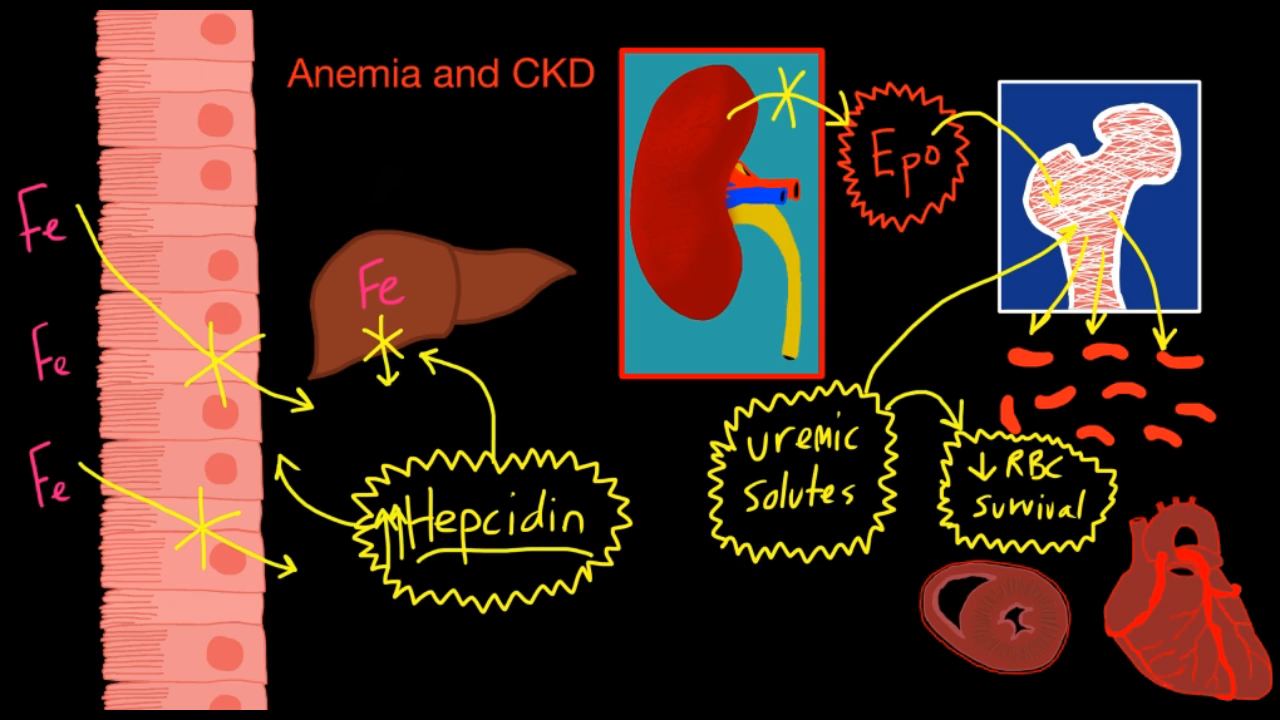 Anemia and CKD
Fe
Fe
Fe
Fe
Epo
uremic
solutes
↓ RBC
survival
↑↑Hepcidin